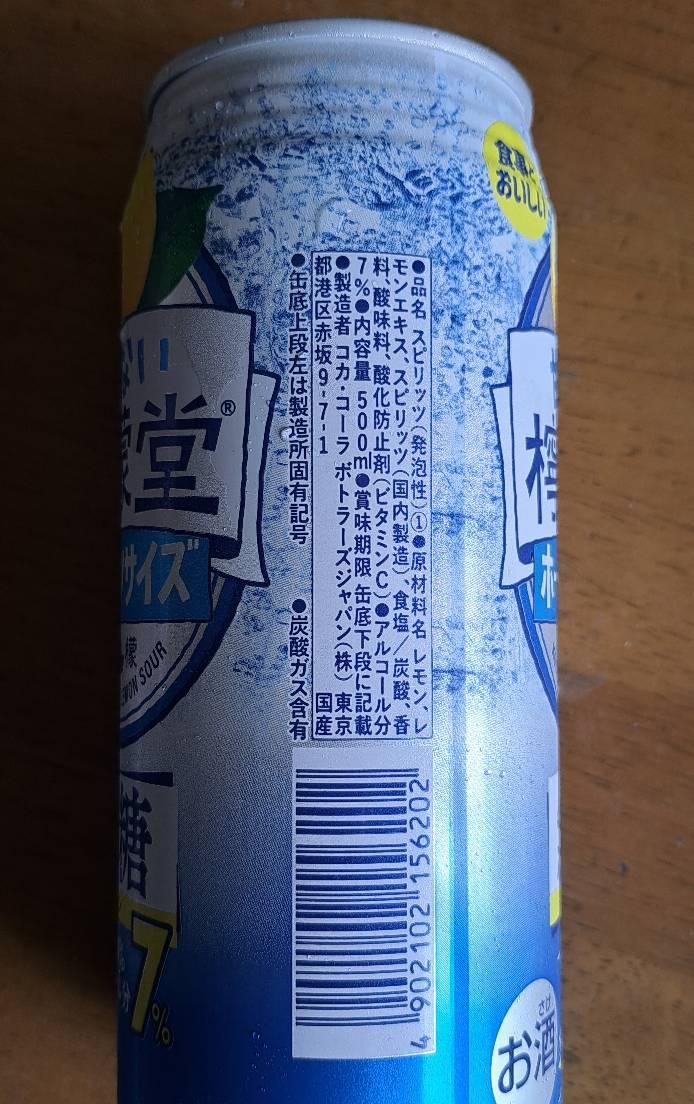 食事と
おいしい
●品名 スピリッツ(発泡性)①●原材料名 レモン、レ
モンエキス、スピリッツ(国内製造)、食塩/炭酸、香
料、酸味料、酸化防止剤(ビタミンC)●アルコール分
7%●内容量 500ml●賞味期限 缶底下段に記載
●製造者 コカ・コーラ ボトラーズジャパン(株) 東京
都港区赤坂9-7-1 国産
●缶底上段左は製造所固有記号 ●炭酸ガス含有
堂®
サイズ
檬
LEMON SOUR
糖
7%
4 902102 156202
檸
ホ
お酒
さけ